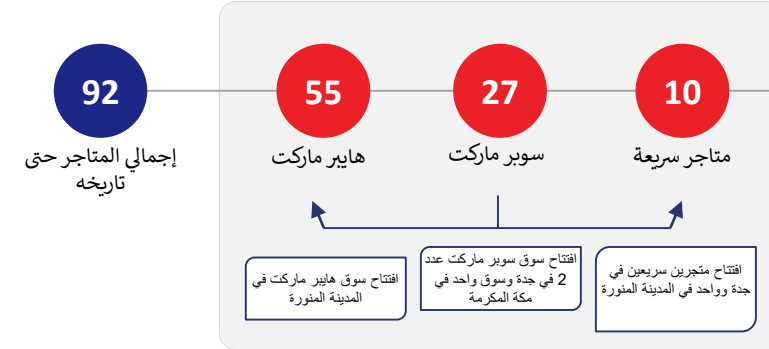 10
متاجر سريعة
27
سوبر ماركت
55
هايبر ماركت
92
إجمالي المتاجر حتى
تاريخه
افتتاح متجرين سريعين في
جدة وواحد في المدينة المنورة
افتتاح سوق سوبر ماركت عدد
2 في جدة وسوق واحد في
مكة المكرمة
افتتاح سوق هايبر ماركت في
المدينة المنورة